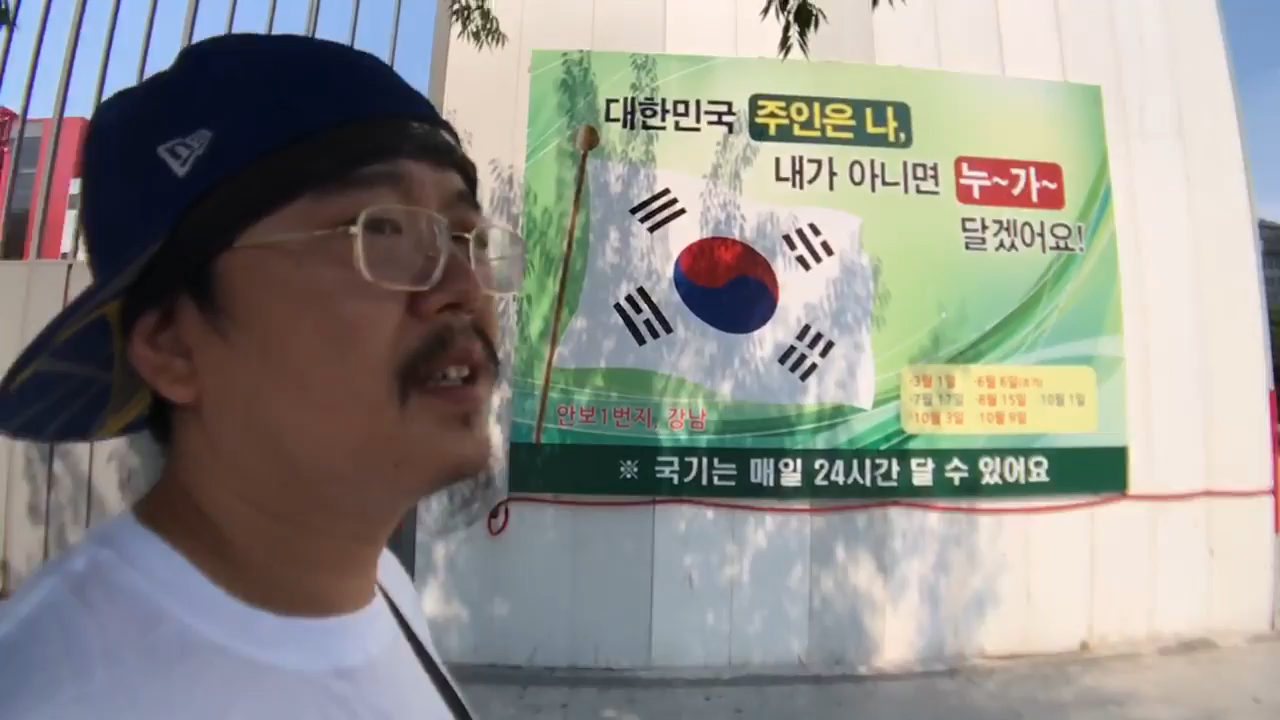 대한민국 주인은 나,
내가 아니면 누~가~
달겠어요!
안보1번지, 강남
·3월 1일 ·6월 6일(조기)
·7월 17일 ·8월 15일 10월 1일
·10월 3일 ·10월 9일
※ 국기는 매일 24시간 달 수 있어요